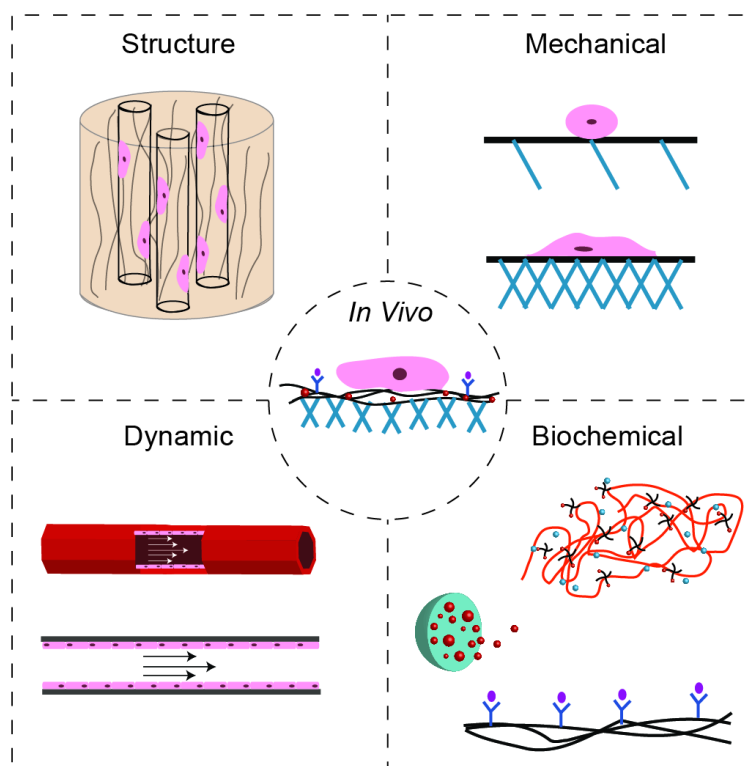 Structure
Mechanical
In Vivo
Dynamic
Biochemical